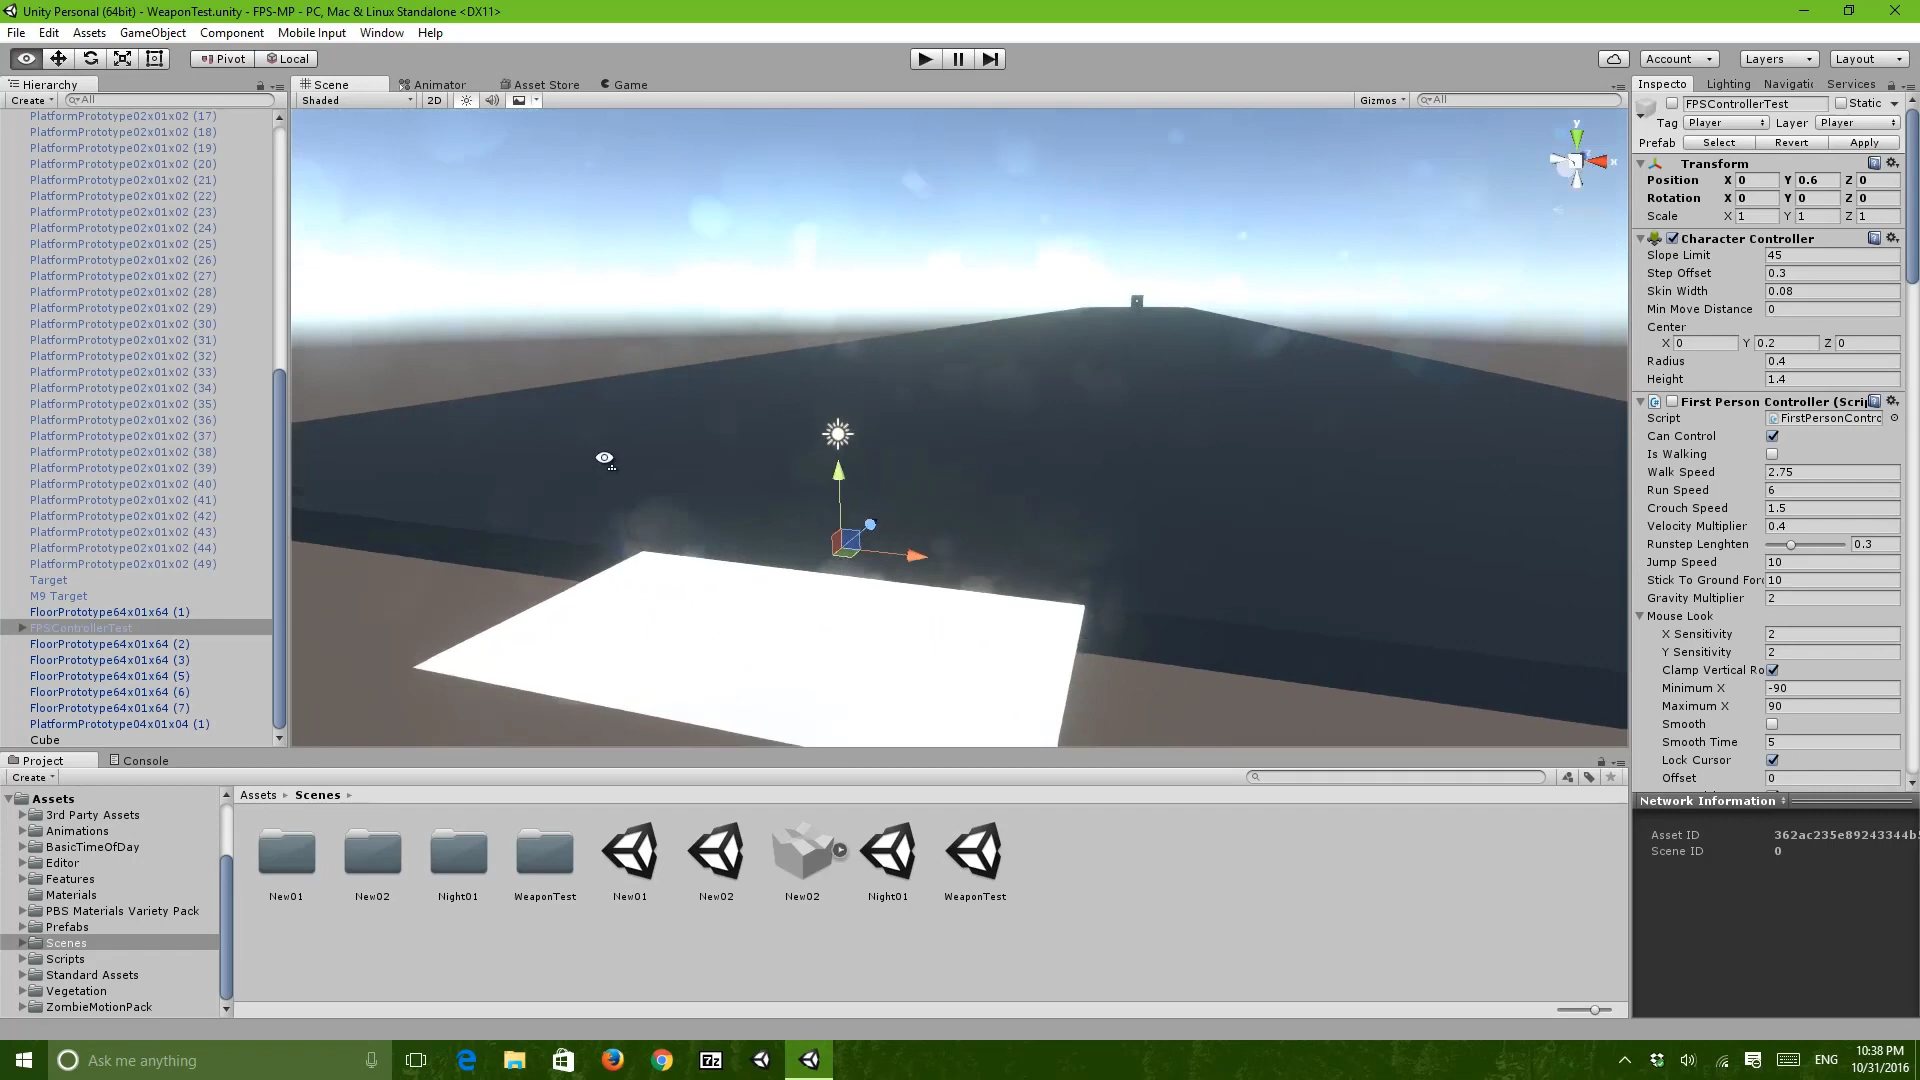 Unity Personal (64bit) - WeaponTest.unity - FPS-MP - PC, Mac & Linux Standalone <DX11>
File Edit Assets GameObject Component Mobile Input Window Help
Pivot Local Account Layers Layout
Hierarchy
Create All
PlatformPrototype02x01x02 (17)
PlatformPrototype02x01x02 (18)
PlatformPrototype02x01x02 (19)
PlatformPrototype02x01x02 (20)
PlatformPrototype02x01x02 (21)
PlatformPrototype02x01x02 (22)
PlatformPrototype02x01x02 (23)
PlatformPrototype02x01x02 (24)
PlatformPrototype02x01x02 (25)
PlatformPrototype02x01x02 (26)
PlatformPrototype02x01x02 (27)
PlatformPrototype02x01x02 (28)
PlatformPrototype02x01x02 (29)
PlatformPrototype02x01x02 (30)
PlatformPrototype02x01x02 (31)
PlatformPrototype02x01x02 (32)
PlatformPrototype02x01x02 (33)
PlatformPrototype02x01x02 (34)
PlatformPrototype02x01x02 (35)
PlatformPrototype02x01x02 (36)
PlatformPrototype02x01x02 (37)
PlatformPrototype02x01x02 (38)
PlatformPrototype02x01x02 (39)
PlatformPrototype02x01x02 (40)
PlatformPrototype02x01x02 (41)
PlatformPrototype02x01x02 (42)
PlatformPrototype02x01x02 (43)
PlatformPrototype02x01x02 (44)
PlatformPrototype02x01x02 (49)
Target
M9 Target
FloorPrototype64x01x64 (1)
FPSControllerTest
FloorPrototype64x01x64 (2)
FloorPrototype64x01x64 (3)
FloorPrototype64x01x64 (5)
FloorPrototype64x01x64 (6)
FloorPrototype64x01x64 (7)
PlatformPrototype04x01x04 (1)
Cube
Scene Animator Asset Store Game
Shaded 2D Gizmos All
y
x
Inspecto Lighting Navigatic Services
FPSControllerTest Static
Tag Player Layer Player
Prefab Select Revert Apply
Transform
Position X 0 Y 0.6 Z 0
Rotation X 0 Y 0 Z 0
Scale X 1 Y 1 Z 1
Character Controller
Slope Limit 45
Step Offset 0.3
Skin Width 0.08
Min Move Distance 0
Center
X 0 Y 0.2 Z 0
Radius 0.4
Height 1.4
First Person Controller (Scrip
Script FirstPersonContro
Can Control
Is Walking
Walk Speed 2.75
Run Speed 6
Crouch Speed 1.5
Velocity Multiplier 0.4
Runstep Lenghten 0.3
Jump Speed 10
Stick To Ground Forc 10
Gravity Multiplier 2
Mouse Look
X Sensitivity 2
Y Sensitivity 2
Clamp Vertical Ro
Minimum X -90
Maximum X 90
Smooth
Smooth Time 5
Lock Cursor
Offset 0
Network Information
Asset ID 362ac235e89243344b
Scene ID 0
Project Console
Create
Assets
3rd Party Assets
Animations
BasicTimeOfDay
Editor
Features
Materials
PBS Materials Variety Pack
Prefabs
Scenes
Scripts
Standard Assets
Vegetation
ZombieMotionPack
Assets Scenes
New01 New02 Night01 WeaponTest New01 New02 New02 Night01 WeaponTest
Ask me anything
7z
ENG
10:38 PM
10/31/2016